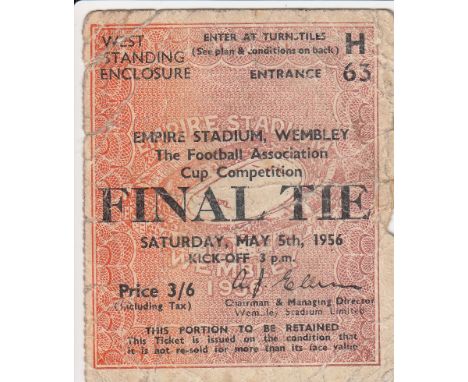 WEST ENTER AT TURNSTILES H
STANDING (See plan & conditions on back)
ENCLOSURE ENTRANCE 63
EMPIRE STADIUM
EMPIRE STADIUM, WEMBLEY
The Football Association
Cup Competition
FINAL TIE
SATURDAY, MAY 5th, 1956
KICK-OFF 3 p.m.
WEMBLEY
Price 3/6
(Including Tax)
Chairman & Managing Director
Wembley Stadium Limited
THIS PORTION TO BE RETAINED
This Ticket is issued on the condition that
it is not re-sold for more than its face value